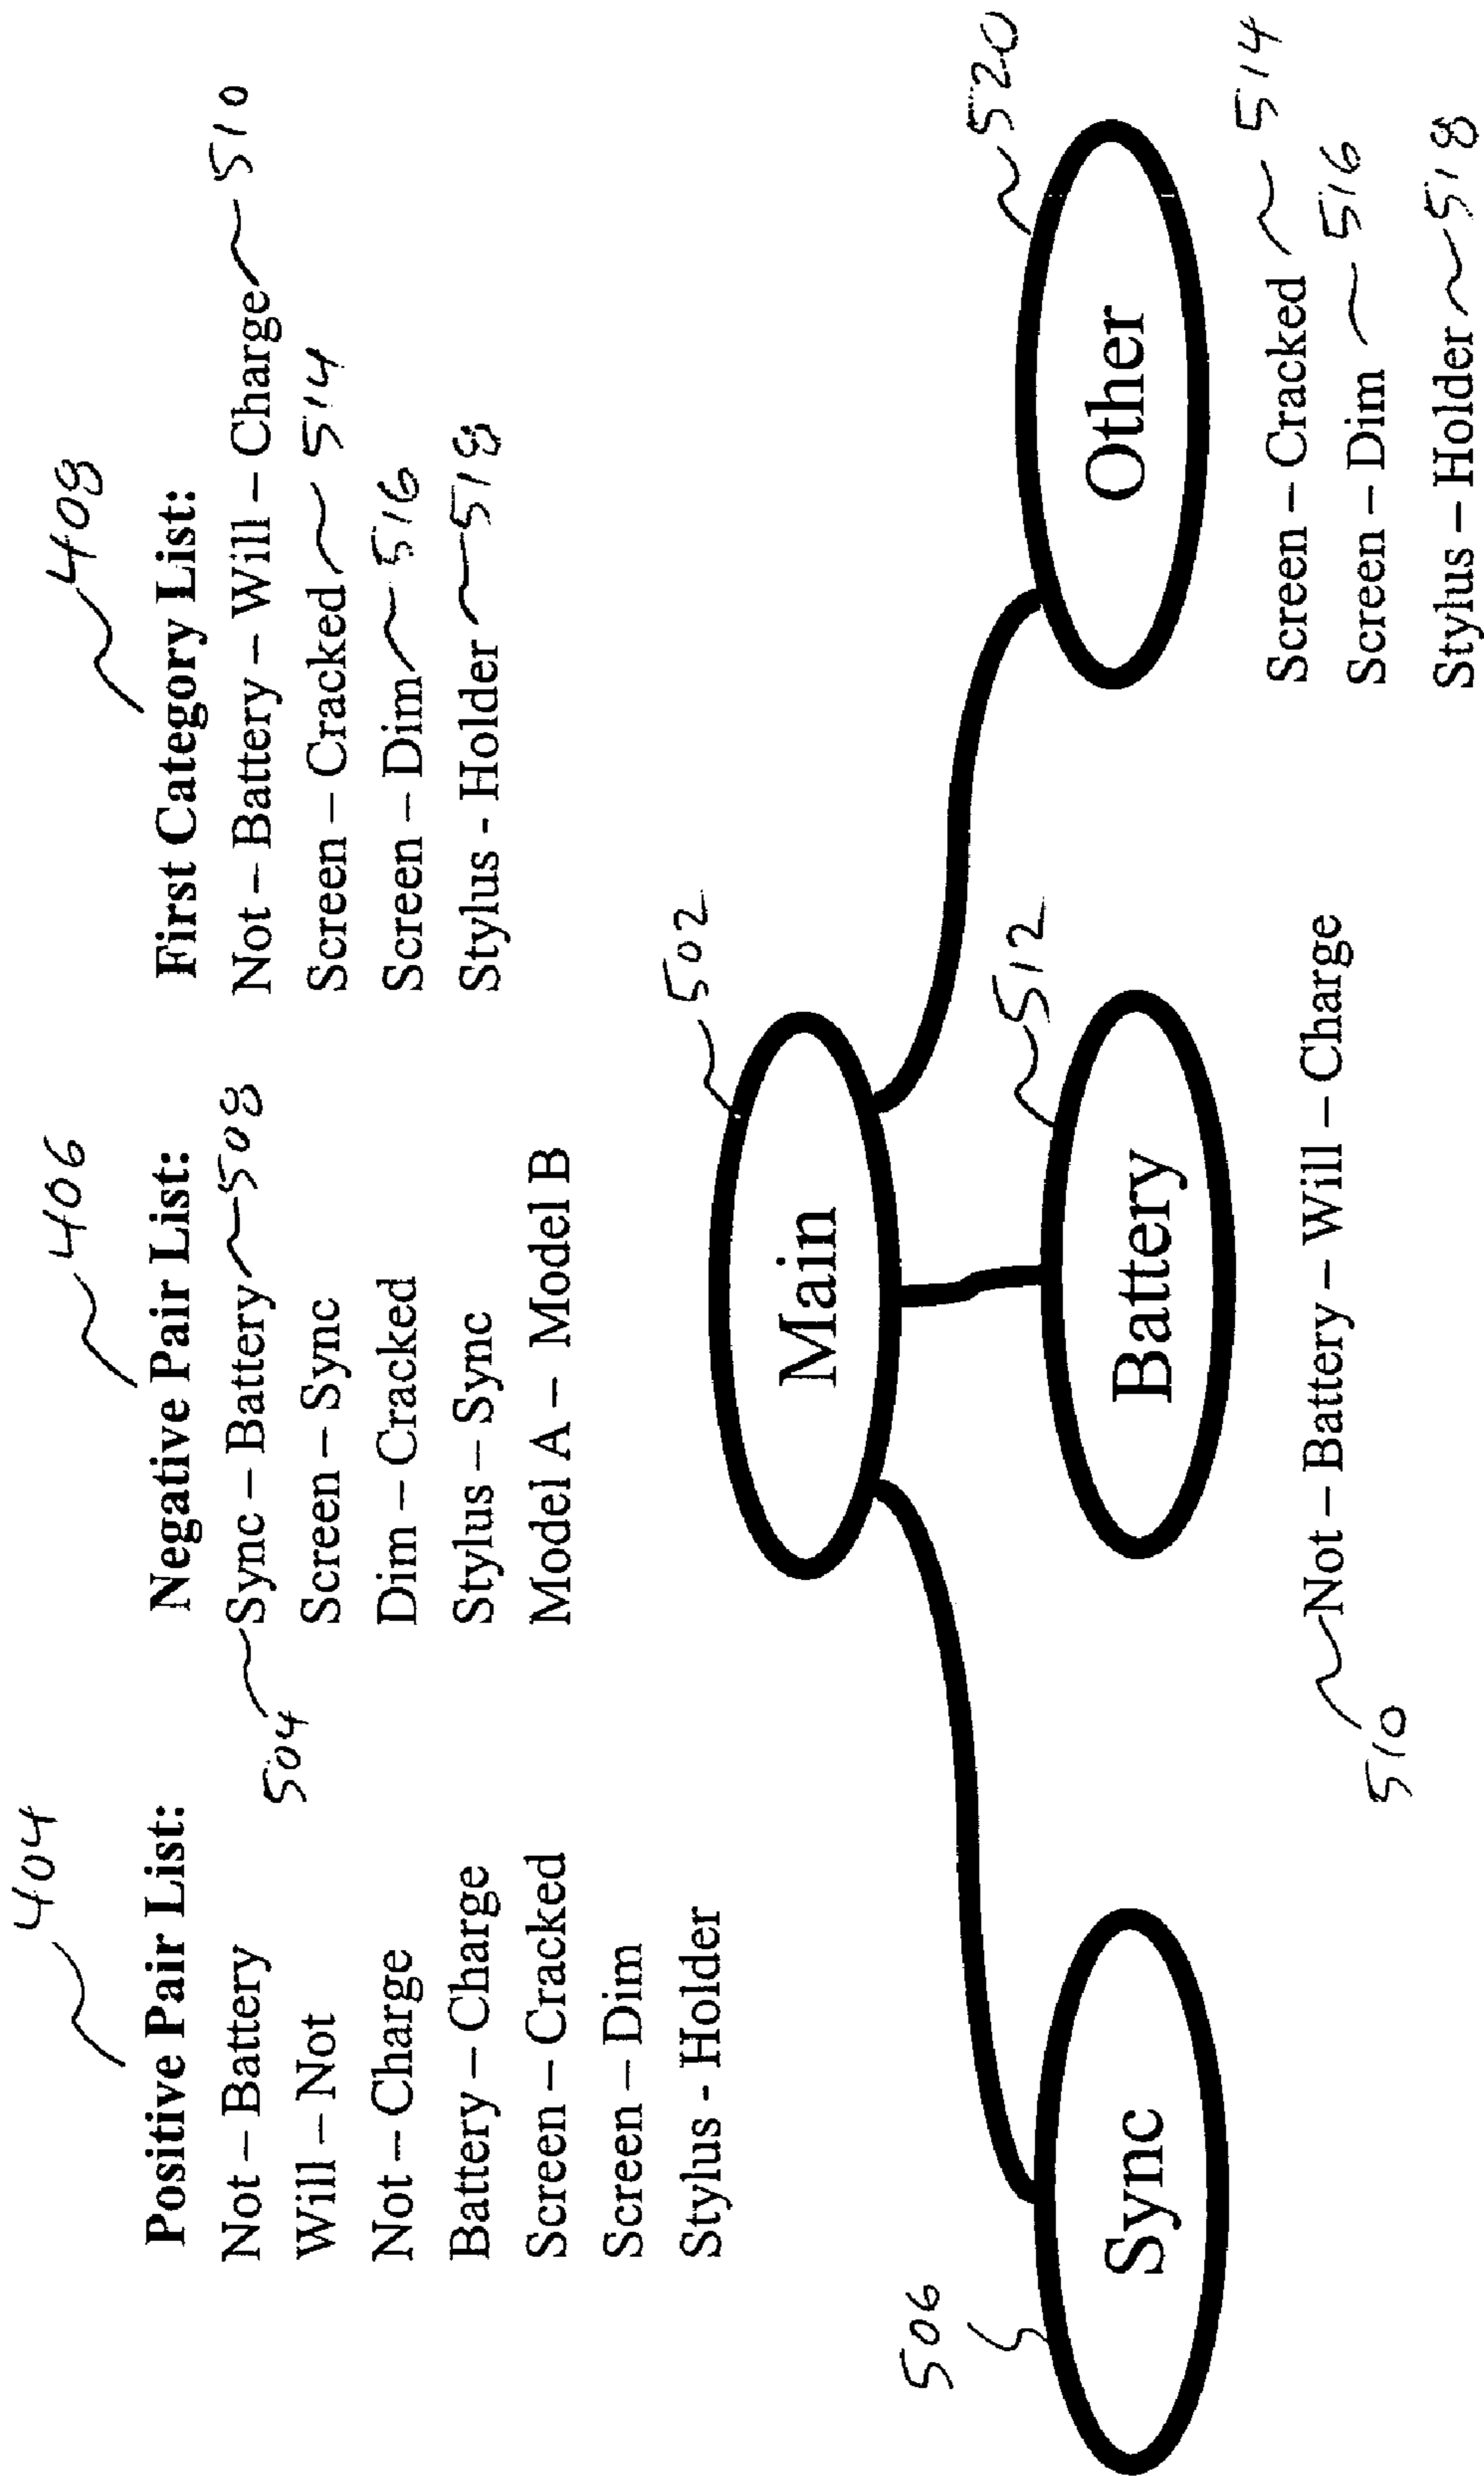 404
Positive Pair List:
Not – Battery
Will – Not
Not – Charge
Battery – Charge
Screen – Cracked
Screen – Dim
Stylus - Holder
406
Negative Pair List:
504 Sync – Battery 508
Screen – Sync
Dim – Cracked
Stylus – Sync
Model A – Model B
408
First Category List:
Not – Battery – Will – Charge 510
Screen – Cracked 514
Screen – Dim 516
Stylus - Holder 518
Main 502
506 Sync
Battery 512
510 Not – Battery – Will – Charge
Other 520
Screen – Cracked 514
Screen – Dim 516
Stylus – Holder 518